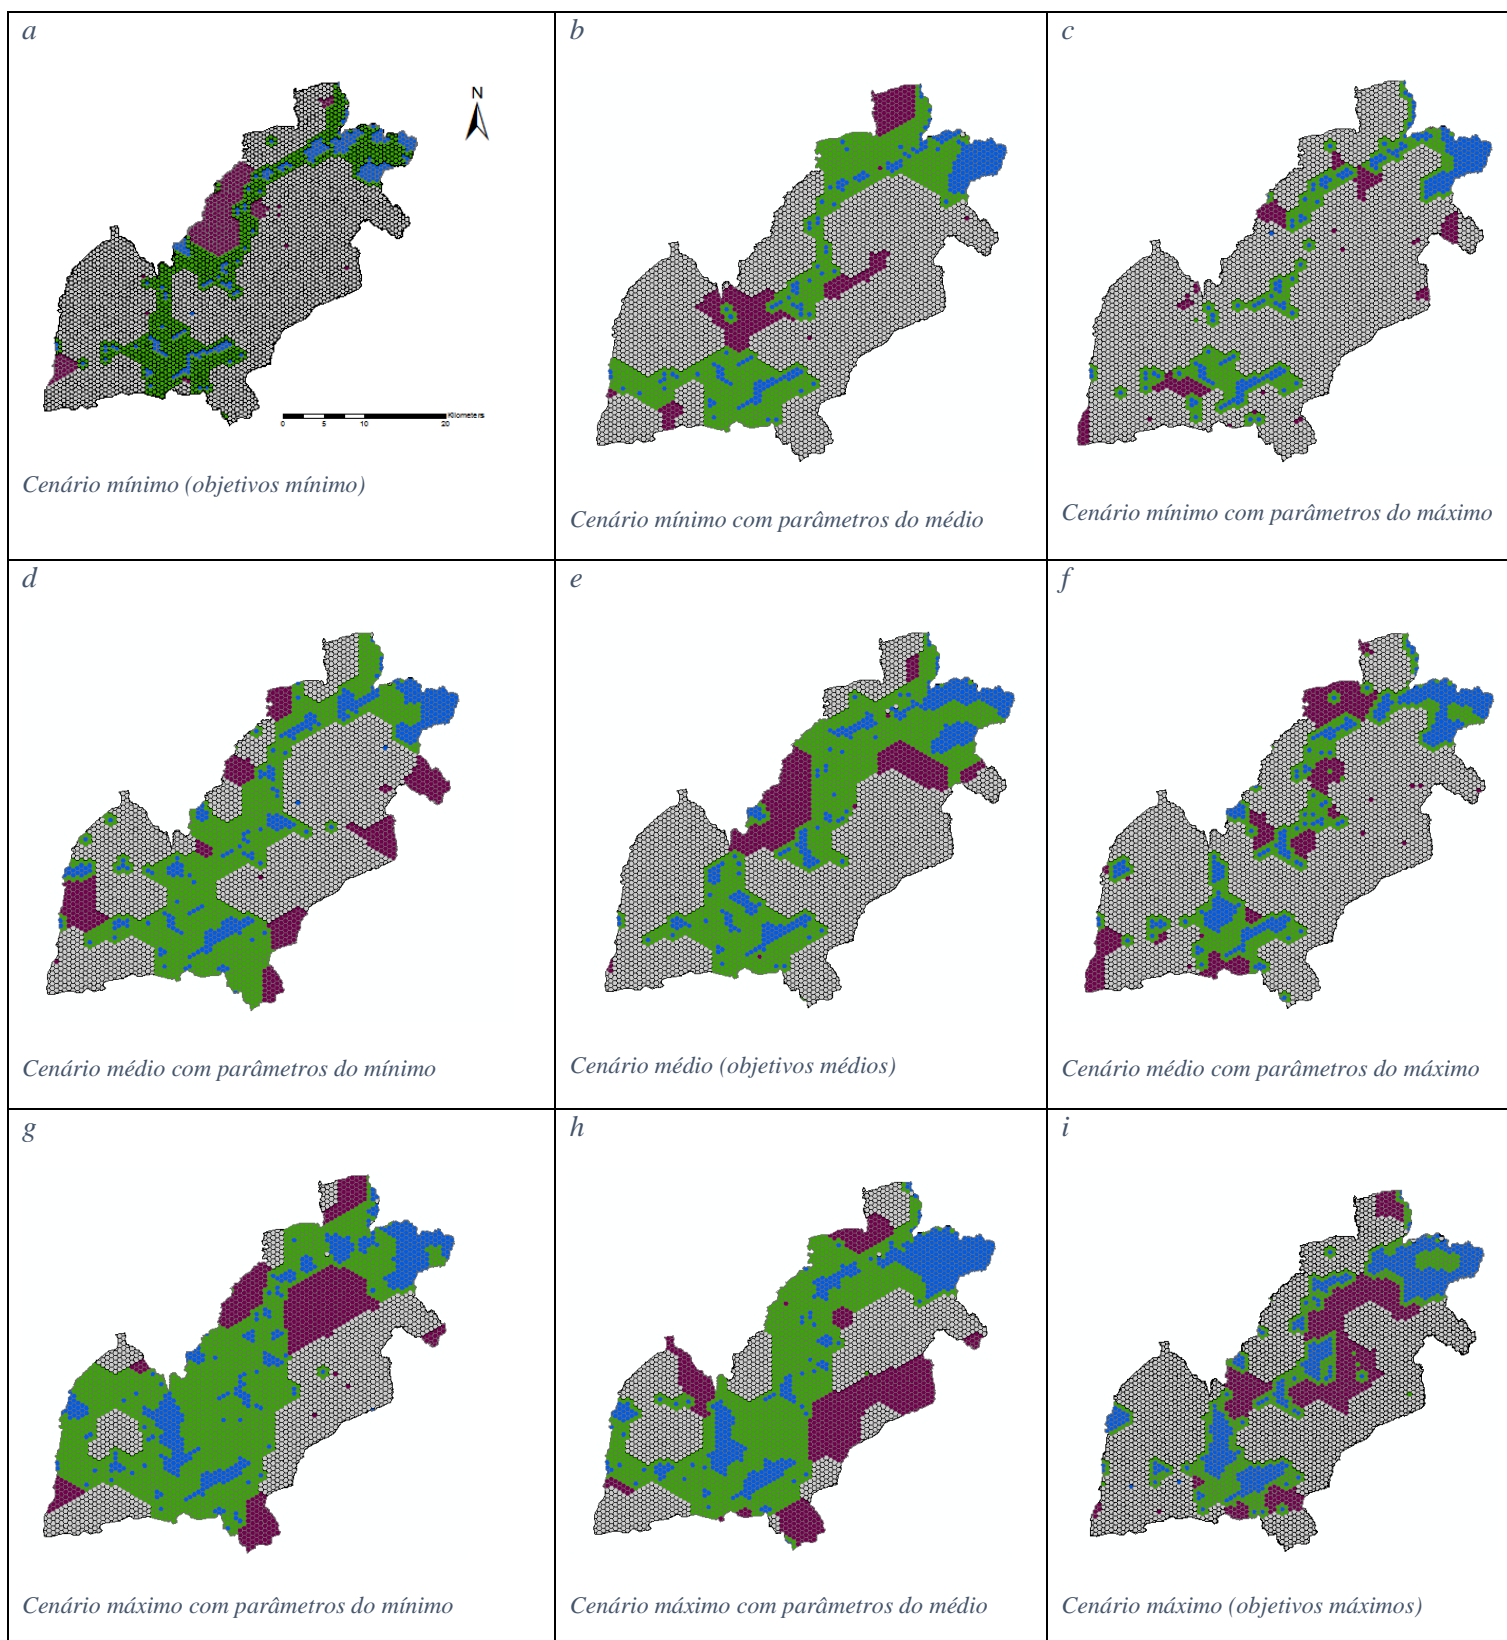 a
N
Kilometers
0 5 10 20
Cenário mínimo (objetivos mínimo)
b
Cenário mínimo com parâmetros do médio
c
Cenário mínimo com parâmetros do máximo
d
Cenário médio com parâmetros do mínimo
e
Cenário médio (objetivos médios)
f
Cenário médio com parâmetros do máximo
g
Cenário máximo com parâmetros do mínimo
h
Cenário máximo com parâmetros do médio
i
Cenário máximo (objetivos máximos)